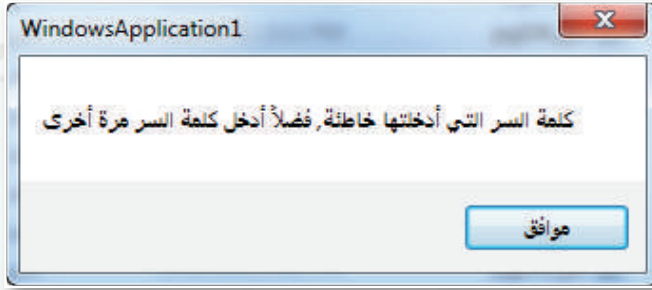 WindowsApplication1
كلمة السر التي أدخلتها خاطئة, فضلاً أدخل كلمة السر مرة أخرى
موافق